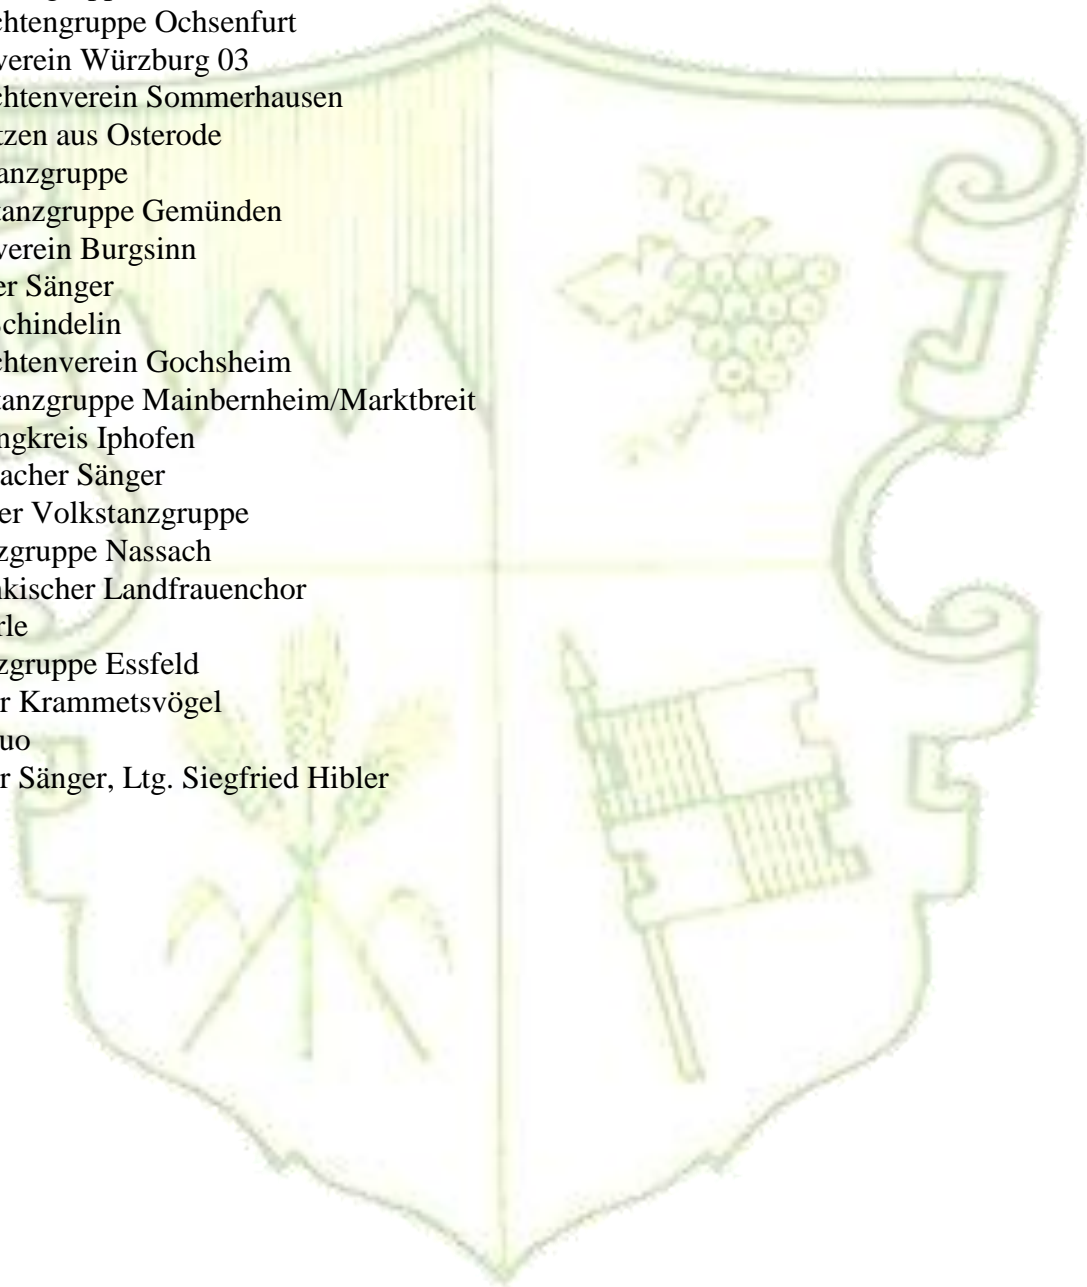 chtengruppe Ochsenfurt
verein Würzburg 03
chtenverein Sommerhausen
tzen aus Osterode
anzgruppe
tanzgruppe Gemünden
verein Burgsinn
er Sänger
Schindelin
chtenverein Gochsheim
tanzgruppe Mainbernheim/Marktbreit
ngkreis Iphofen
acher Sänger
er Volkstanzgruppe
zgruppe Nassach
nkischer Landfrauenchor
rle
zgruppe Essfeld
r Krammetsvögel
uo
r Sänger, Ltg. Siegfried Hibler